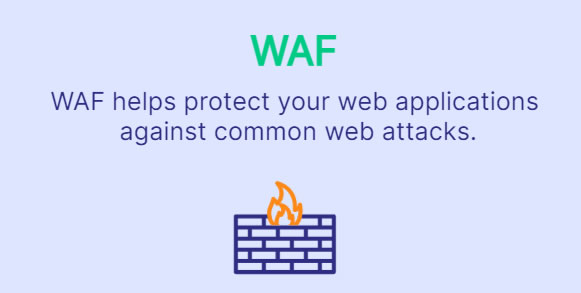 WAF
WAF helps protect your web applications
against common web attacks.